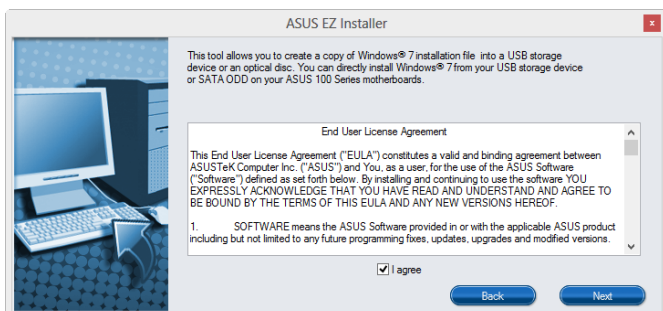 ASUS EZ Installer
x
This tool allows you to create a copy of Windows® 7 installation file into a USB storage
device or an optical disc. You can directly install Windows® 7 from your USB storage device
or SATA ODD on your ASUS 100 Series motherboards.
End User License Agreement
This End User License Agreement ("EULA") constitutes a valid and binding agreement between
ASUSTeK Computer Inc. ("ASUS") and You, as a user, for the use of the ASUS Software
("Software") defined as set forth below. By installing and continuing to use the software YOU
EXPRESSLY ACKNOWLEDGE THAT YOU HAVE READ AND UNDERSTAND AND AGREE TO
BE BOUND BY THE TERMS OF THIS EULA AND ANY NEW VERSIONS HEREOF.
1. SOFTWARE means the ASUS Software provided in or with the applicable ASUS product
including but not limited to any future programming fixes, updates, upgrades and modified versions.
I agree
Back Next